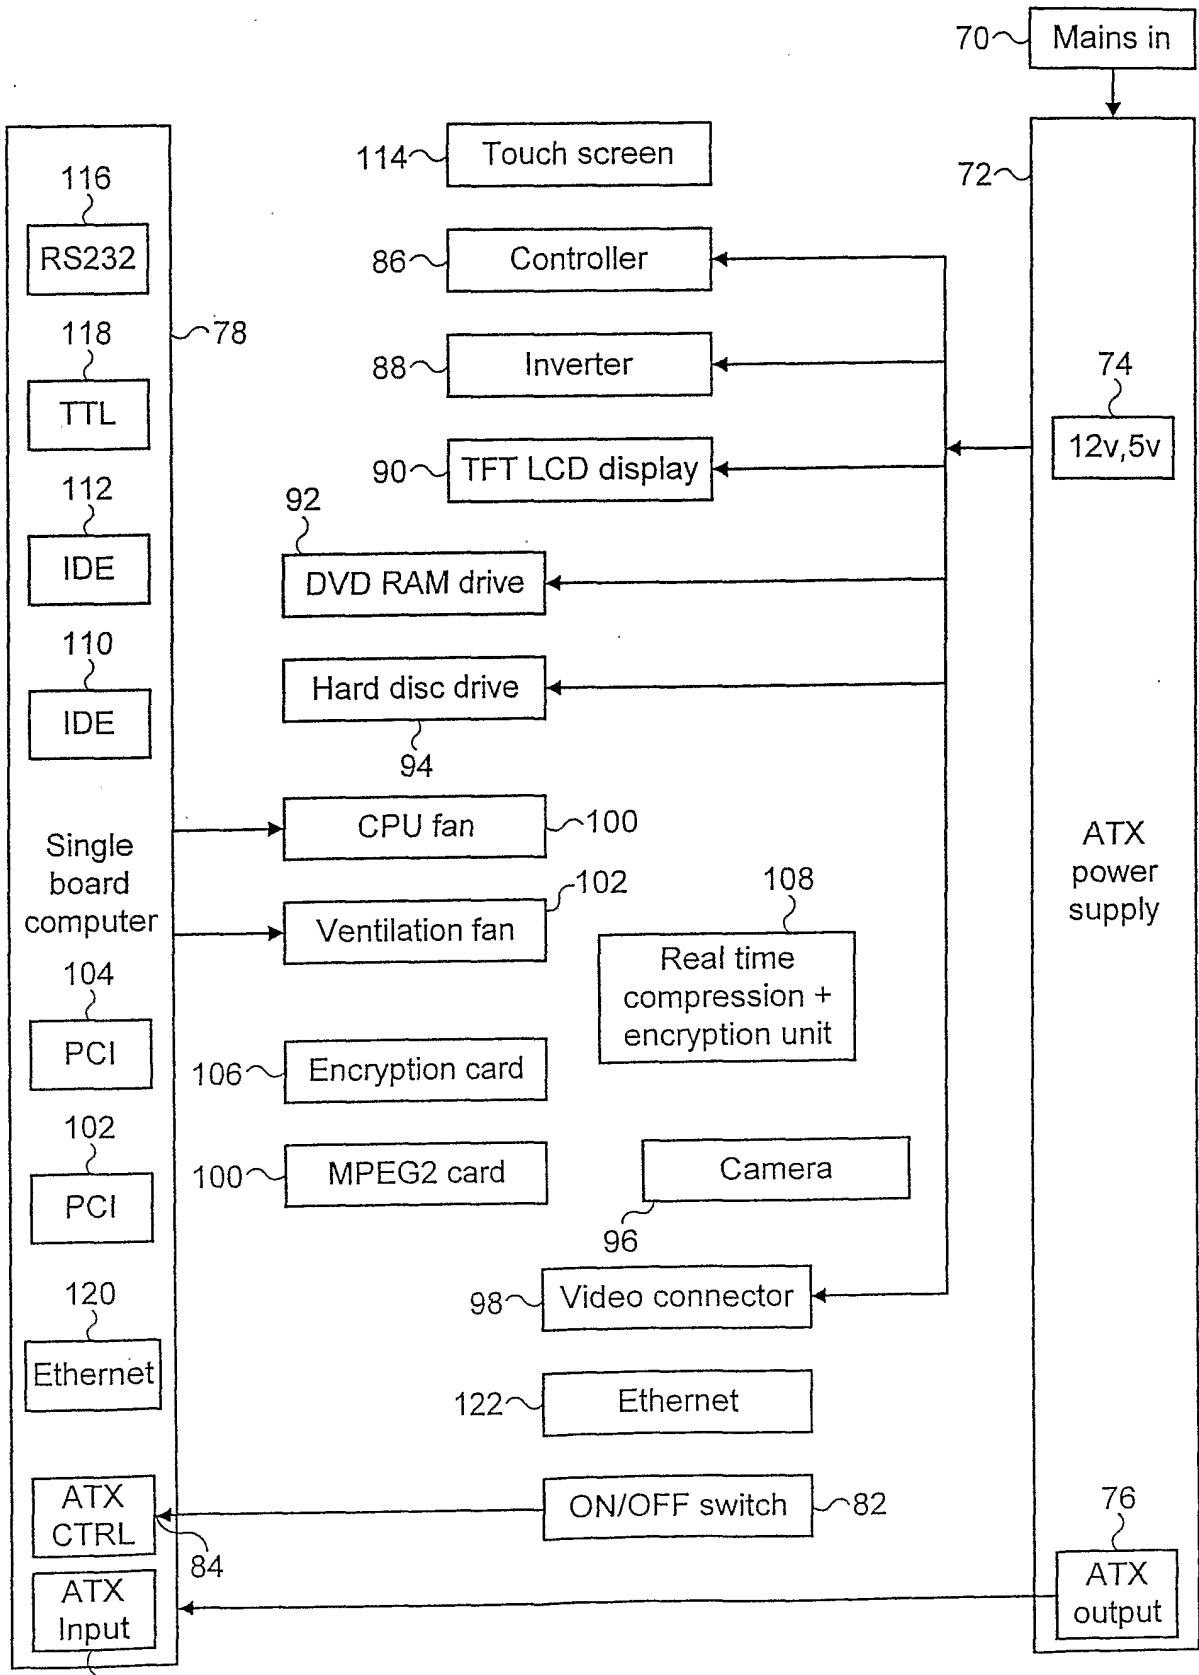 70
Mains in
114
Touch screen
72
116
RS232
86
Controller
78
118
TTL
88
Inverter
74
12v,5v
90
TFT LCD display
112
IDE
92
DVD RAM drive
110
IDE
Hard disc drive
94
CPU fan
100
Single
board
computer
ATX
power
supply
102
Ventilation fan
108
Real time
compression +
encryption unit
104
PCI
106
Encryption card
102
PCI
100
MPEG2 card
Camera
96
98
Video connector
120
Ethernet
122
Ethernet
ATX
CTRL
84
ON/OFF switch
82
76
ATX
Input
ATX
output